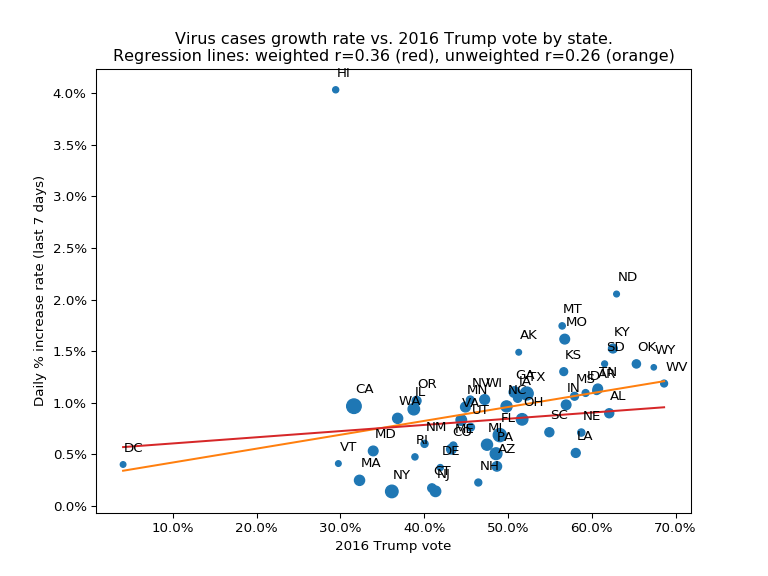 Virus cases growth rate vs. 2016 Trump vote by state.
Regression lines: weighted r=0.36 (red), unweighted r=0.26 (orange)
HI
4.0%
3.5%
3.0%
2.5%
2.0%
1.5%
1.0%
0.5%
0.0%
Daily % increase rate (last 7 days)
ND
MT
MO
AK
KY
SD
OK
WY
KS
WV
GA
TX
IA
ID
TN
AR
MS
CA
OR
IL
NV
WI
MN
NC
IN
AL
WA
VA
UT
OH
FL
SC
NE
NM
MD
CO
ME
MI
PA
LA
RI
DC
VT
DE
AZ
MA
NY
CT
NJ
NH
10.0%
20.0%
30.0%
40.0%
50.0%
60.0%
70.0%
2016 Trump vote